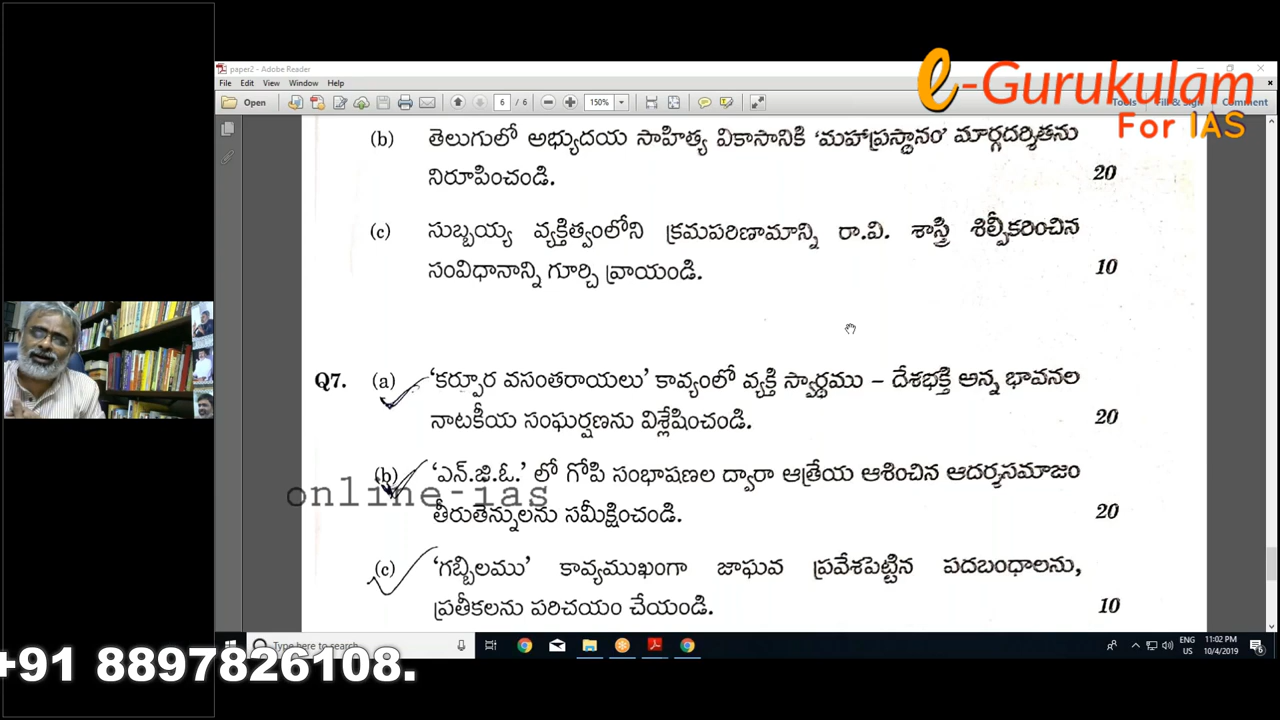 e-Gurukulam
For IAS
paper2 - Adobe Reader
File Edit View Window Help
Open 6 / 6 150% Tools Fill & Sign Comment
(b) తెలుగులో అభ్యుదయ సాహిత్య వికాసానికి ‘మహాప్రస్థానం’ మార్గదర్శితను
నిరూపించండి. 20
(c) సుబ్బయ్య వ్యక్తిత్వంలోని క్రమపరిణామాన్ని రా.వి. శాస్త్రి శిల్పీకరించిన
సంవిధానాన్ని గూర్చి వ్రాయండి. 10
Q7. (a) ‘కర్పూర వసంతరాయలు’ కావ్యంలో వ్యక్తి స్వార్థము – దేశభక్తి అన్న భావనల
నాటకీయ సంఘర్షణను విశ్లేషించండి. 20
(b) ‘ఎన్.జి.ఓ.’ లో గోపి సంభాషణల ద్వారా ఆత్రేయ ఆశించిన ఆదర్శసమాజం
online-ias
తీరుతెన్నులను సమీక్షించండి. 20
(c) ‘గబ్బిలము’ కావ్యముఖంగా జాషువ ప్రవేశపెట్టిన పదబంధాలను,
ప్రతీకలను పరిచయం చేయండి. 10
Type here to search
ENG 11:02 PM
US 10/4/2019
+91 8897826108.